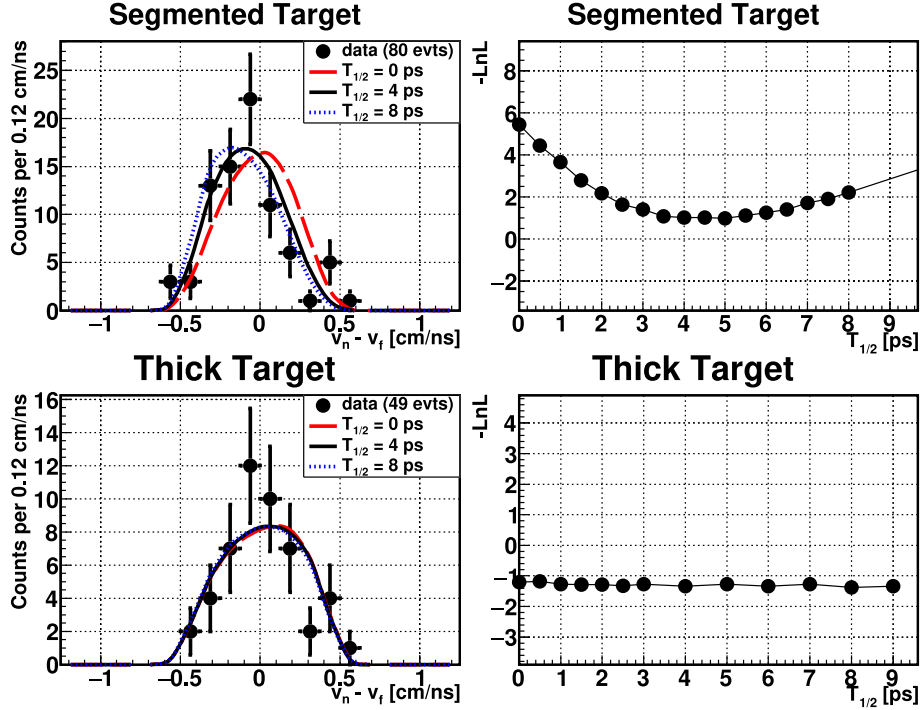 Segmented Target
Counts per 0.12 cm/ns
25
20
15
10
5
0
data (80 evts)
T1/2 = 0 ps
T1/2 = 4 ps
T1/2 = 8 ps
−1 −0.5 0 0.5 1
vn - vf [cm/ns]
Segmented Target
-LnL
8
6
4
2
0
−2
0 1 2 3 4 5 6 7 8 9
T1/2 [ps]
Thick Target
Counts per 0.12 cm/ns
16
14
12
10
8
6
4
2
0
data (49 evts)
T1/2 = 0 ps
T1/2 = 4 ps
T1/2 = 8 ps
−1 −0.5 0 0.5 1
vn - vf [cm/ns]
Thick Target
-LnL
4
3
2
1
0
−1
−2
−3
0 1 2 3 4 5 6 7 8 9
T1/2 [ps]